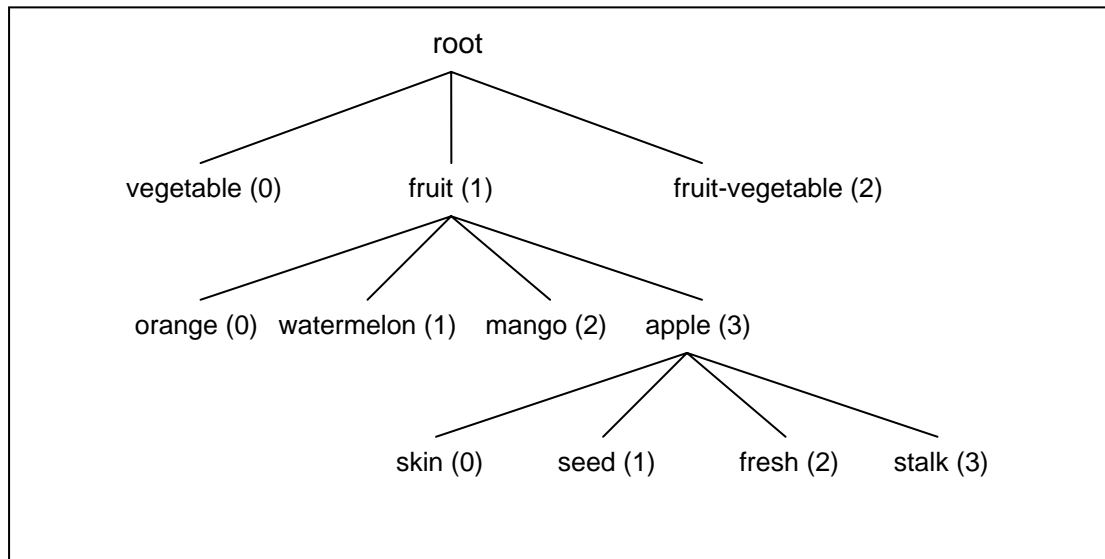 root
vegetable (0) fruit (1) fruit-vegetable (2)
orange (0) watermelon (1) mango (2) apple (3)
skin (0) seed (1) fresh (2) stalk (3)